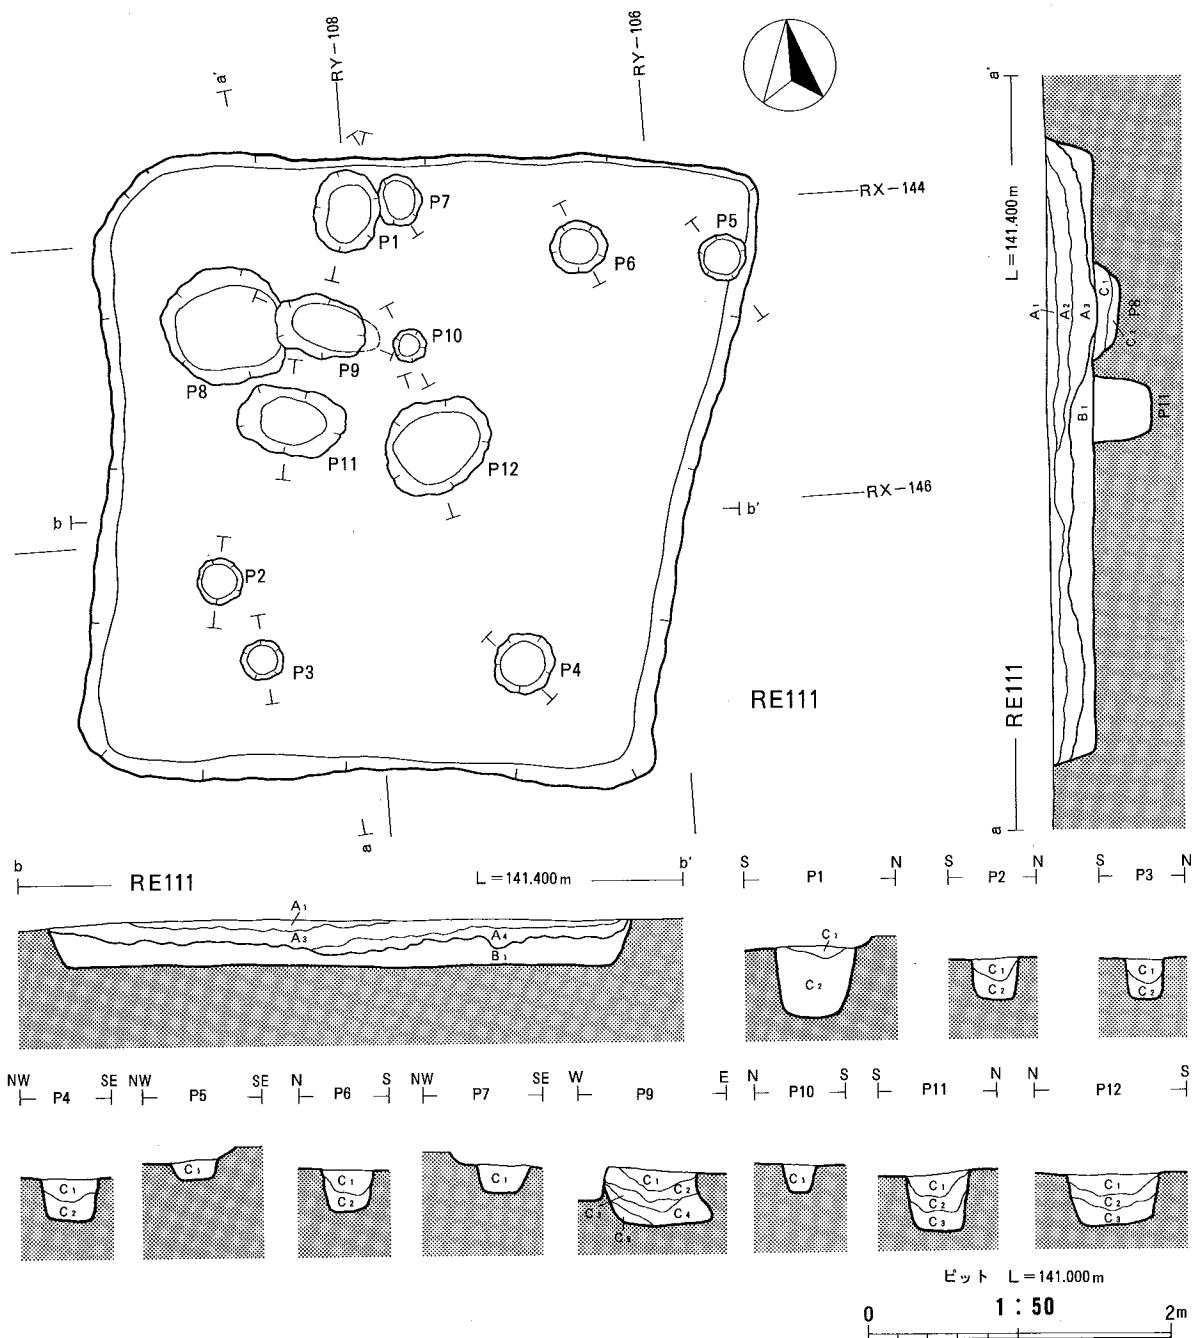 RY-108
RY-106
a'
RX-144
P7
P1
P6
P5
P10
P9
P8
P11
P12
RX-146
b
b'
P2
P3
P4
RE111
a
a'
L=141.400m
A1
A2
A3
C1
P8
B1
P11
RE111
a
b
RE111
L=141.400m
b'
A1
A3
A4
B1
S P1 N
C1
C2
S P2 N
C1
C2
S P3 N
C1
C2
NW P4 SE
C1
C2
NW P5 SE
C1
N P6 S
C1
C2
NW P7 SE
C1
W P9 E
C1
C2
C4
N P10 S
C1
S P11 N
C1
C2
C3
N P12 S
C1
C2
C3
ピット L=141.000m
1:50
0 2m